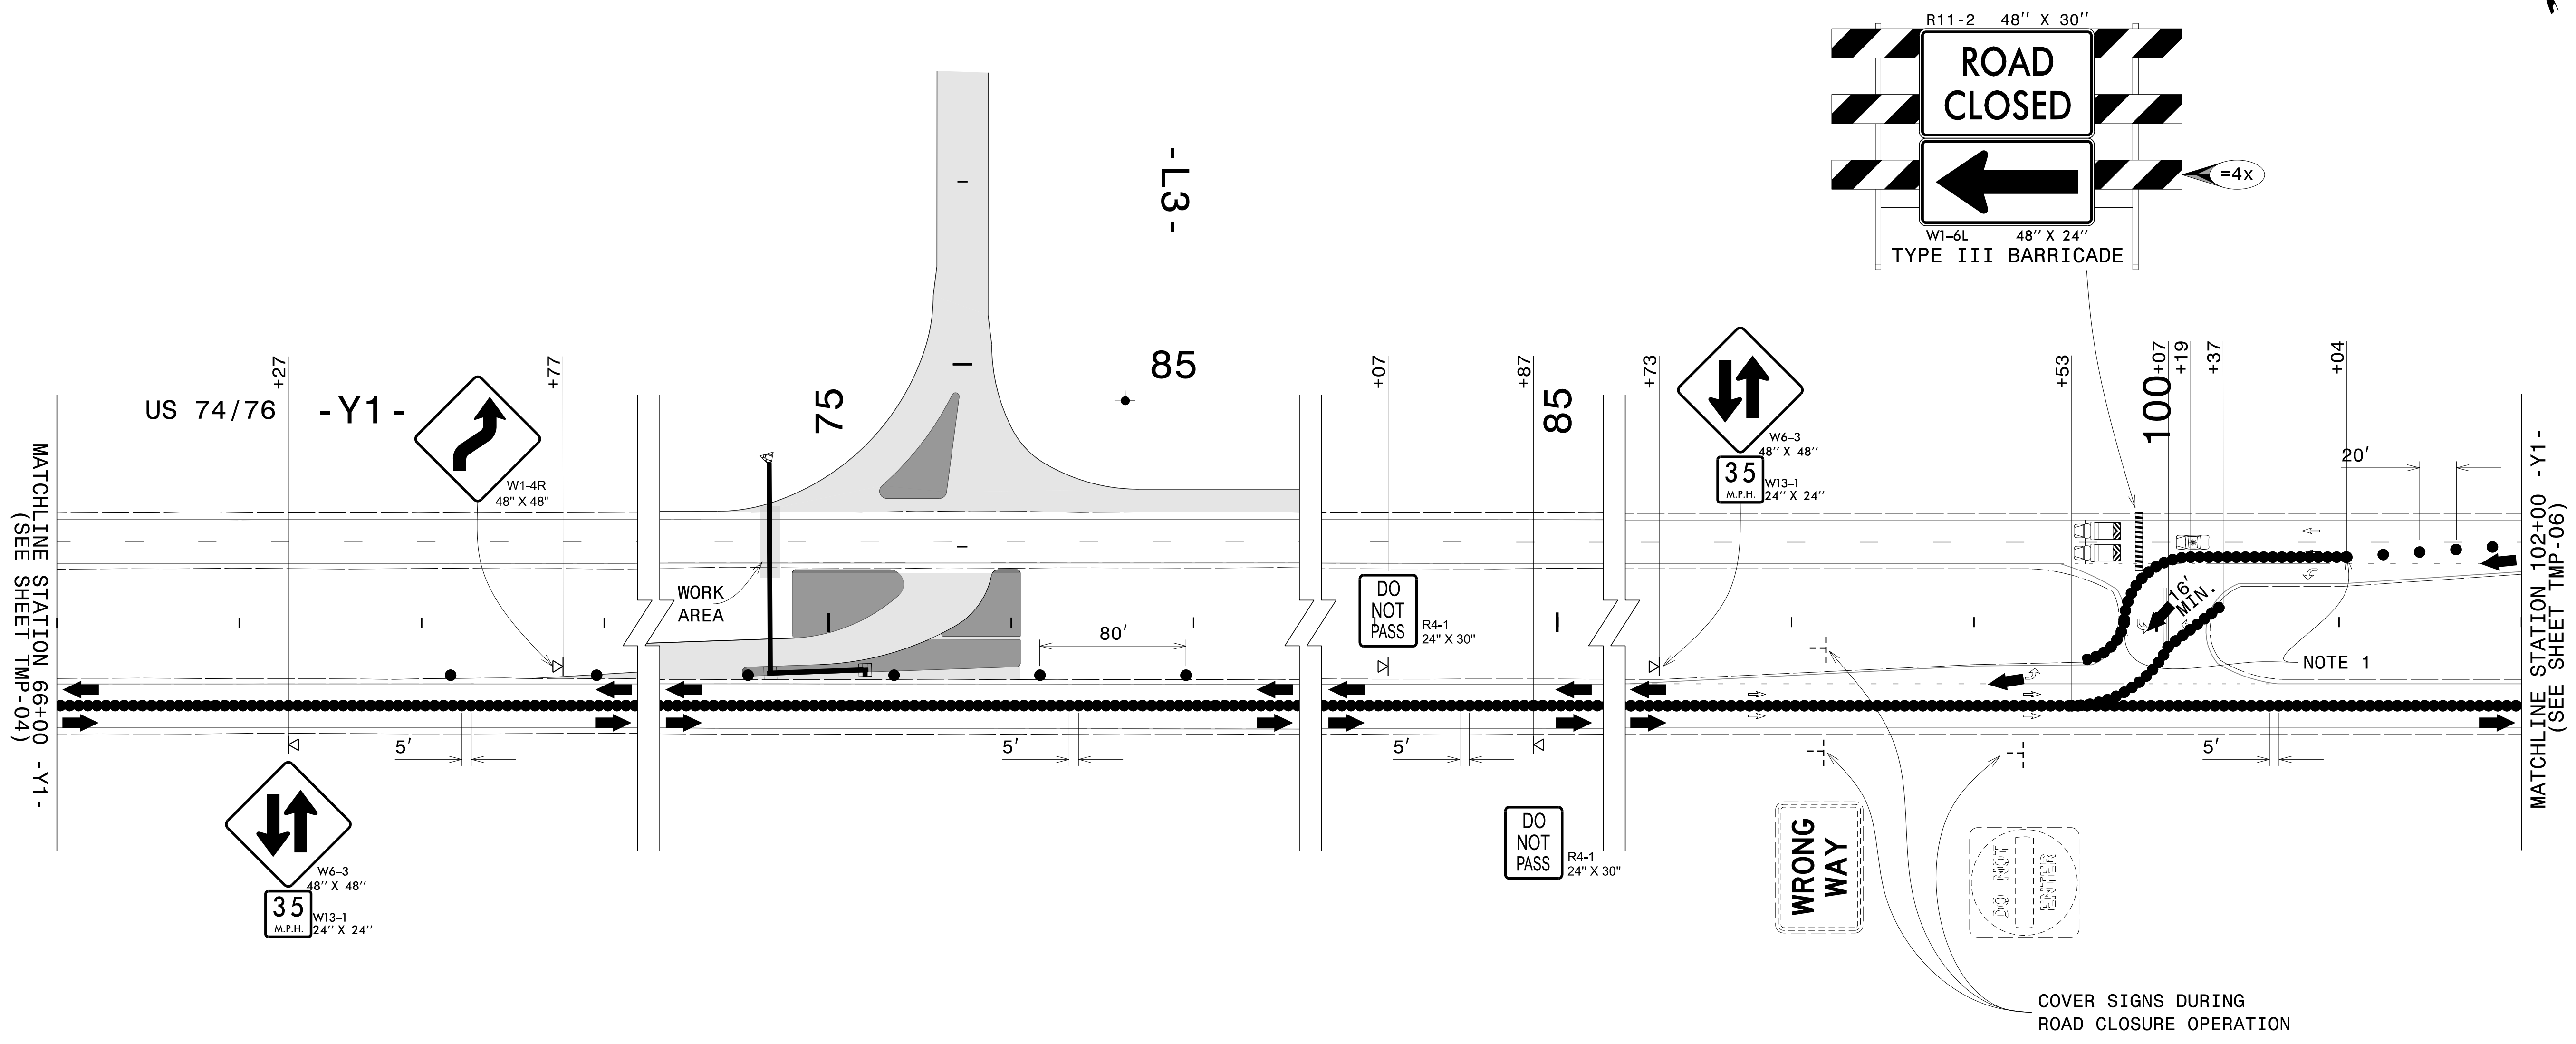 R11-2 48'' X 30''
ROAD
CLOSED
=4x
W1-6L 48'' X 24''
TYPE III BARRICADE
-L3-
85
US 74/76 -Y1-
+27
+77
W1-4R
48" X 48"
75
+07
+87
85
+73
W6-3
48'' X 48''
35
M.P.H.
W13-1
24'' X 24''
+53
100
+07
+19
+37
+04
20'
MATCHLINE STATION 66+00 -Y1-
(SEE SHEET TMP-04)
WORK
AREA
80'
DO
NOT
PASS
R4-1
24" X 30"
16'
MIN.
NOTE 1
MATCHLINE STATION 102+00 -Y1-
(SEE SHEET TMP-06)
5'
5'
5'
5'
W6-3
48'' X 48''
35
M.P.H.
W13-1
24'' X 24''
DO
NOT
PASS
R4-1
24" X 30"
WRONG
WAY
DO NOT
ENTER
COVER SIGNS DURING
ROAD CLOSURE OPERATION